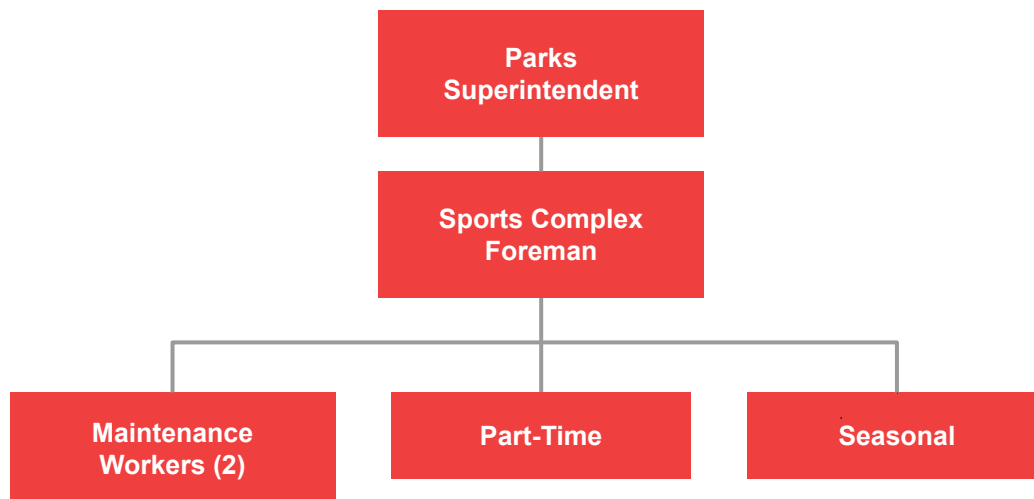 Parks
Superintendent
Sports Complex
Foreman
Maintenance
Workers (2)
Part-Time
Seasonal